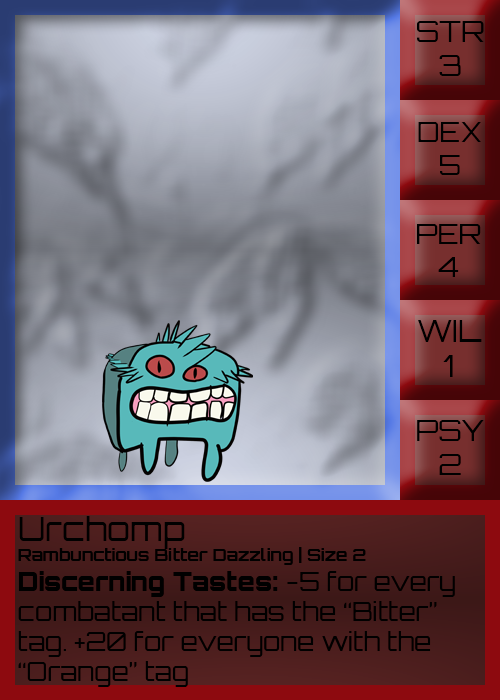 STR
3
DEX
5
PER
4
WIL
1
PSY
2
Urchomp
Rambunctious Bitter Dazzling | Size 2
Discerning Tastes: -5 for every
combatant that has the “Bitter”
tag. +20 for everyone with the
“Orange” tag